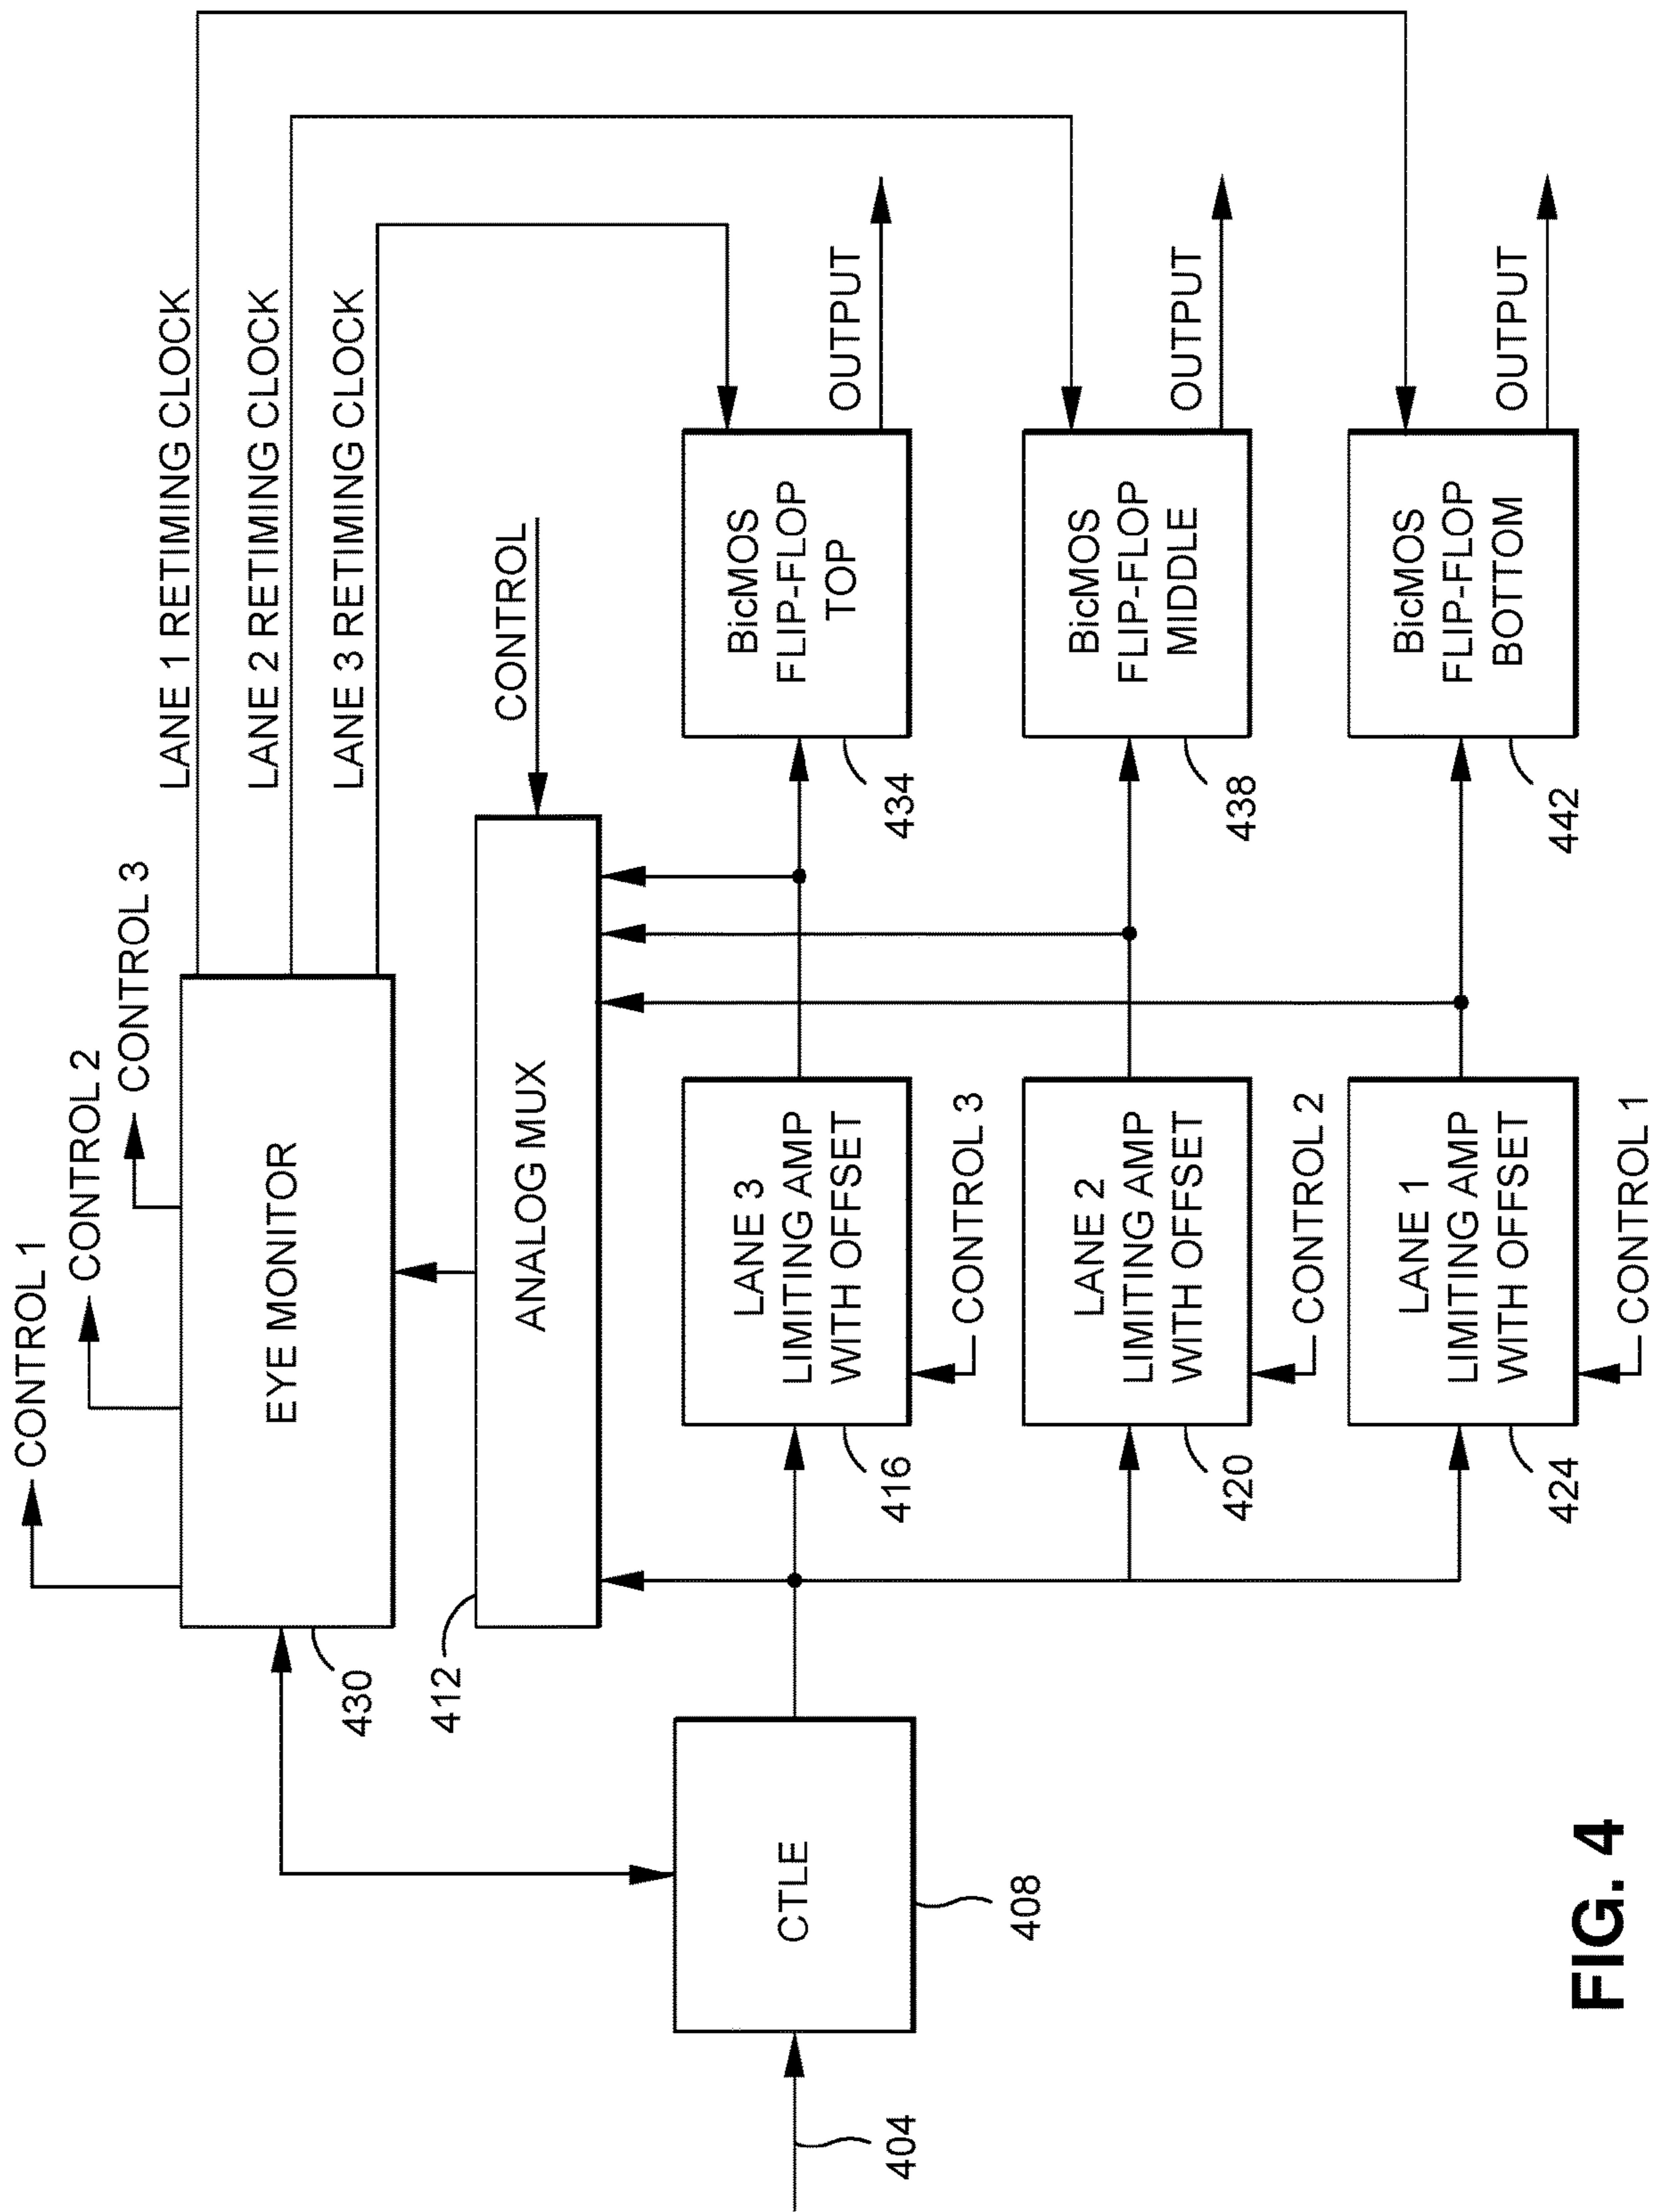 CONTROL 1
CONTROL 2
CONTROL 3
LANE 1 RETIMING CLOCK
LANE 2 RETIMING CLOCK
LANE 3 RETIMING CLOCK
EYE MONITOR
430
412
ANALOG MUX
CONTROL
404
CTLE
408
LANE 3
LIMITING AMP
WITH OFFSET
416
CONTROL 3
BicMOS
FLIP-FLOP
TOP
434
OUTPUT
LANE 2
LIMITING AMP
WITH OFFSET
420
CONTROL 2
BicMOS
FLIP-FLOP
MIDDLE
438
OUTPUT
LANE 1
LIMITING AMP
WITH OFFSET
424
CONTROL 1
BicMOS
FLIP-FLOP
BOTTOM
442
OUTPUT
FIG. 4